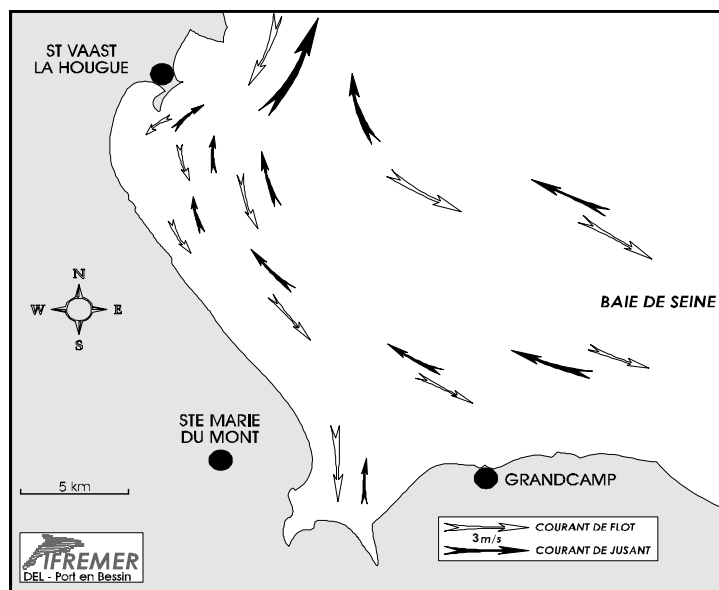 ST VAAST
LA HOUGUE
N
W E
S
BAIE DE SEINE
STE MARIE
DU MONT
5 km
GRANDCAMP
COURANT DE FLOT
3 m/s
COURANT DE JUSANT
IFREMER
DEL - Port en Bessin